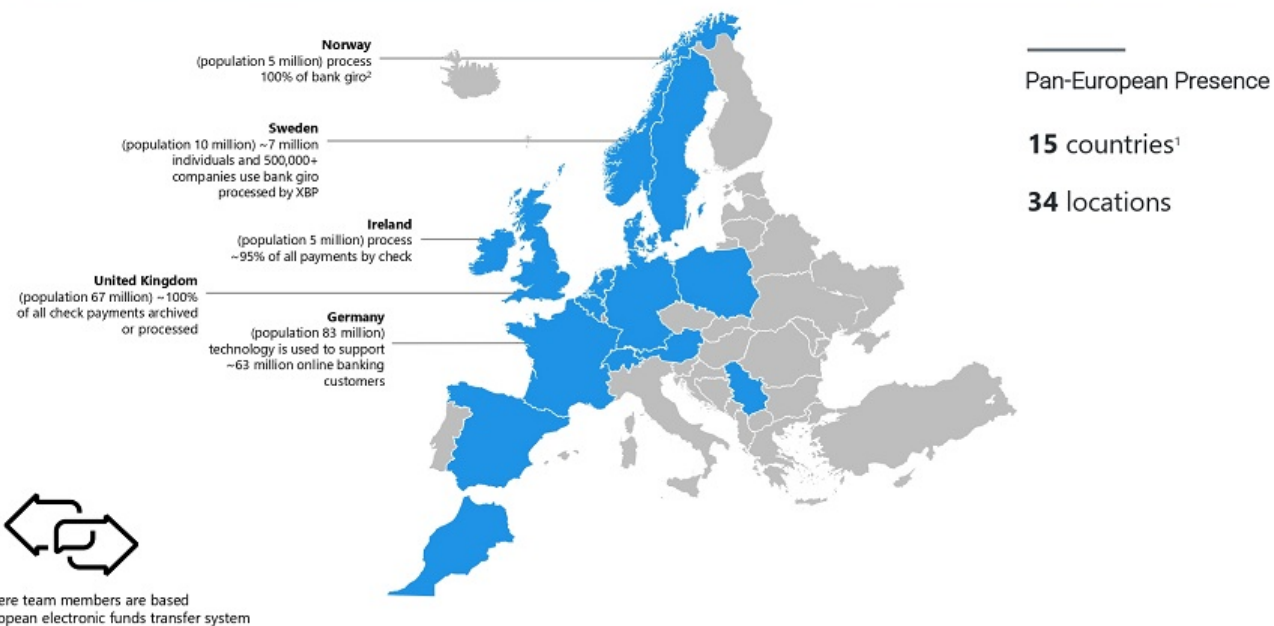 Norway
(population 5 million) process
100% of bank giro²
Sweden
(population 10 million) ~7 million
individuals and 500,000+
companies use bank giro
processed by XBP
Ireland
(population 5 million) process
~95% of all payments by check
United Kingdom
(population 67 million) ~100%
of all check payments archived
or processed
Germany
(population 83 million)
technology is used to support
~63 million online banking
customers
Pan-European Presence
15 countries¹
34 locations
team members are based
electronic funds transfer system